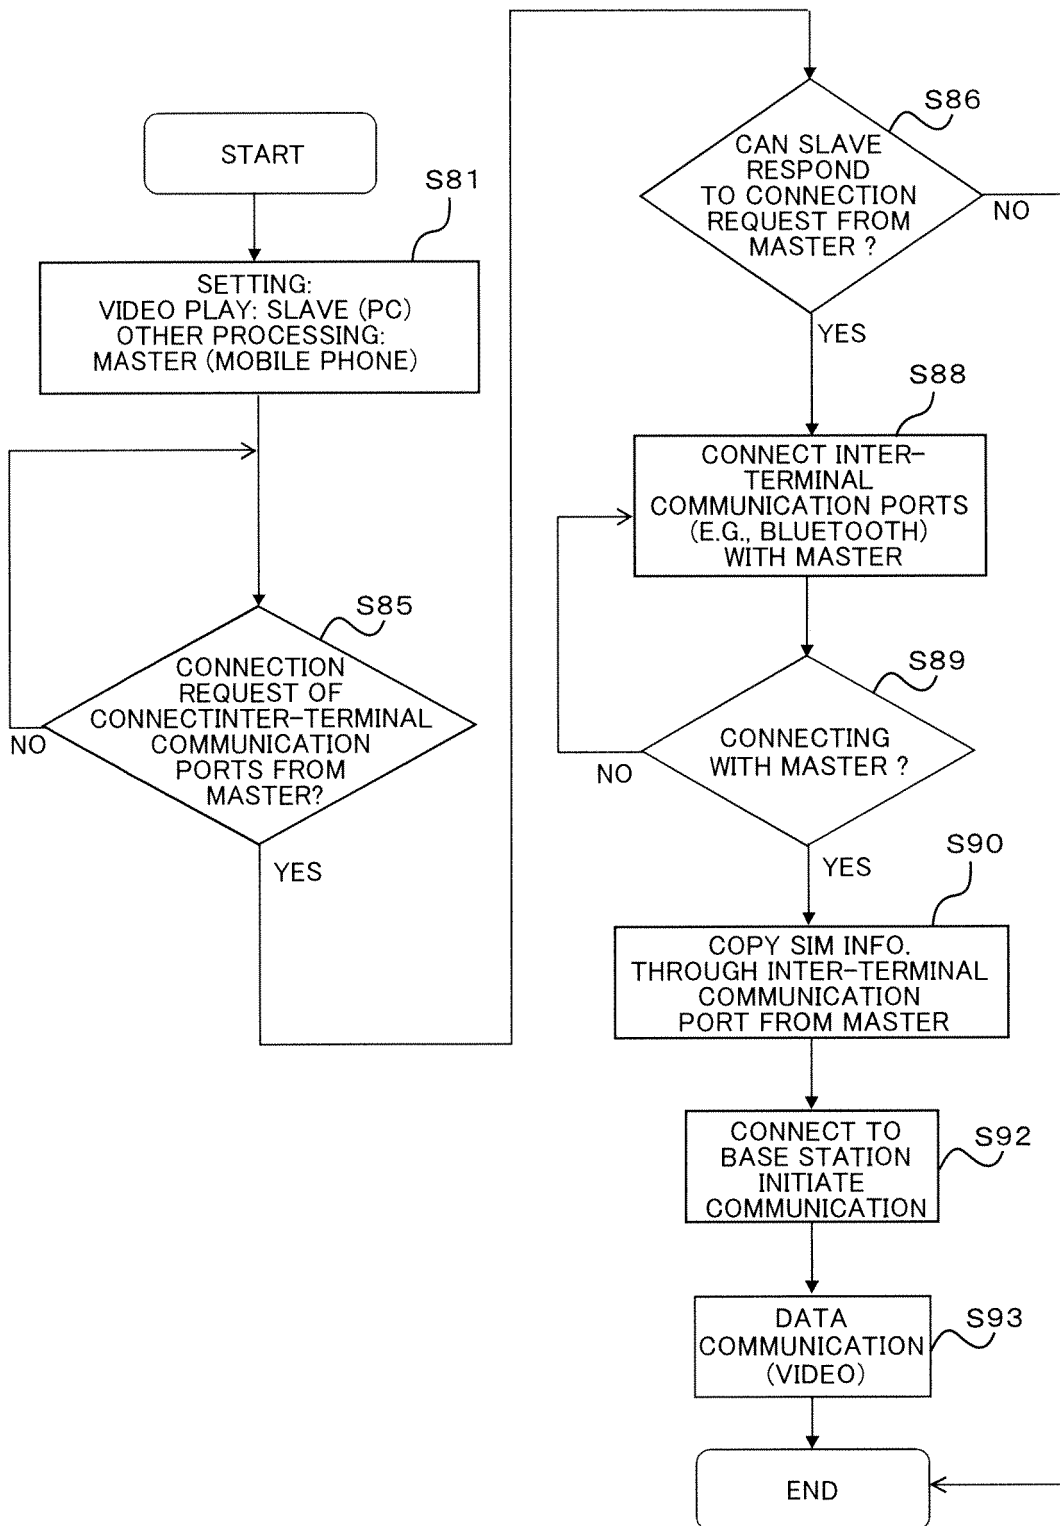 START
S81
SETTING:
VIDEO PLAY: SLAVE (PC)
OTHER PROCESSING:
MASTER (MOBILE PHONE)
S85
CONNECTION
REQUEST OF
CONNECTINTER-TERMINAL
COMMUNICATION
PORTS FROM
MASTER?
NO
YES
S86
CAN SLAVE
RESPOND
TO CONNECTION
REQUEST FROM
MASTER ?
NO
YES
S88
CONNECT INTER-
TERMINAL
COMMUNICATION PORTS
(E.G., BLUETOOTH)
WITH MASTER
S89
CONNECTING
WITH MASTER ?
NO
YES
S90
COPY SIM INFO.
THROUGH INTER-TERMINAL
COMMUNICATION
PORT FROM MASTER
CONNECT TO
BASE STATION
INITIATE
COMMUNICATION
S92
DATA
COMMUNICATION
(VIDEO)
S93
END